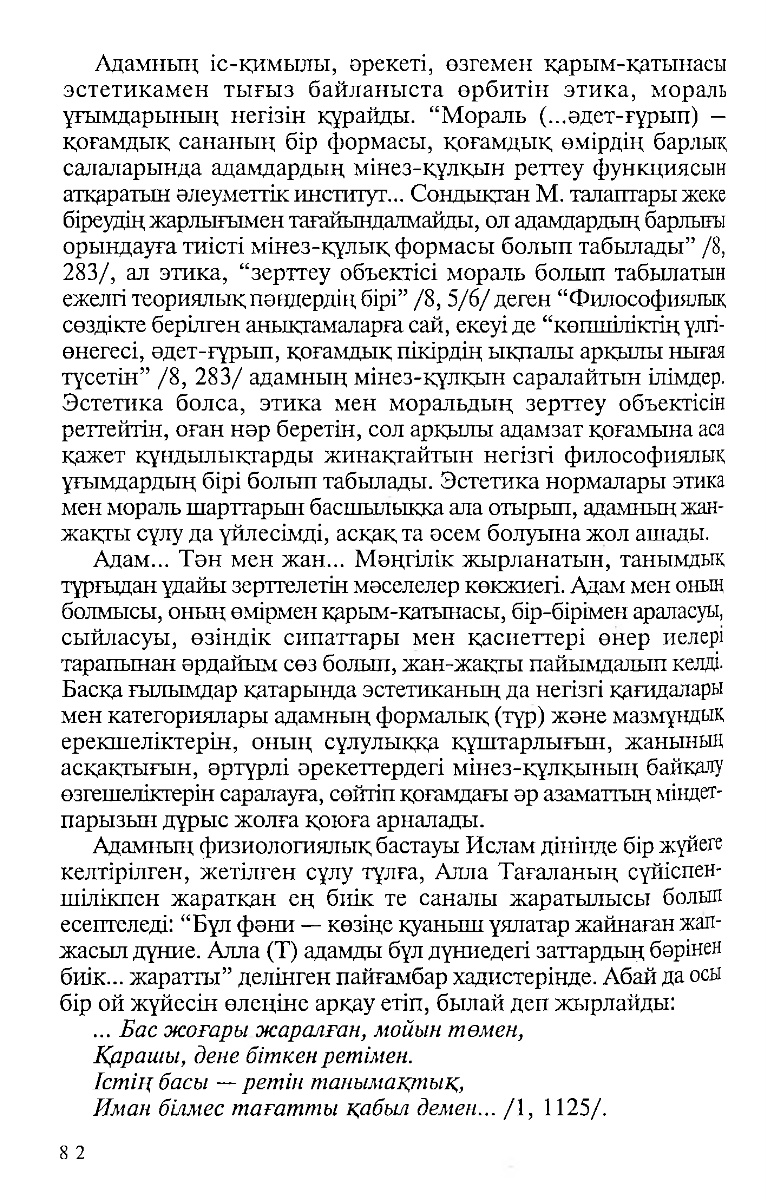 Адамның іс-қимылы, әрекеті, өзгемен қарым-қатынасы
эстетикамен тығыз байланыста өрбитін этика, мораль
ұғымдарының негізін құрайды. “Мораль (...әдет-ғұрып) –
қоғамдық сананың бір формасы, қоғамдық өмірдің барлық
салаларында адамдардың мінез-құлқын реттеу функциясын
атқаратын әлеуметтік институт... Сондықтан М. талаптары жеке
біреудің жарлығымен тағайындалмайды, ол адамдардың барлығы
орындауға тиісті мінез-құлық формасы болып табылады” /8,
283/, ал этика, “зерттеу объектісі мораль болып табылатын
ежелгі теориялық пәндердің бірі” /8, 5/6/ деген “Философиялық
сөздікте берілген анықтамаларға сай, екеуі де “көпшіліктің үлгі-
өнегесі, әдет-ғұрып, қоғамдық пікірдің ықпалы арқылы нығая
түсетін” /8, 283/ адамның мінез-құлқын саралайтын ілімдер.
Эстетика болса, этика мен моральдың зерттеу объектісін
реттейтін, оған нәр беретін, сол арқылы адамзат қоғамына аса
қажет құндылықтарды жинақтайтын негізгі философиялық
ұғымдардың бірі болып табылады. Эстетика нормалары этика
мен мораль шарттарын басшылыққа ала отырып, адамның жан-
жақты сұлу да үйлесімді, асқақ та әсем болуына жол ашады.
Адам... Тән мен жан... Мәңгілік жырланатын, танымдық
тұрғыдан ұдайы зерттелетін мәселелер көкжиегі. Адам мен оның
болмысы, оның өмірмен қарым-қатынасы, бір-бірімен араласуы,
сыйласуы, өзіндік сипаттары мен қасиеттері өнер иелері
тарапынан әрдайым сөз болып, жан-жақты пайымдалып келді.
Басқа ғылымдар қатарында эстетиканың да негізгі қағидалары
мен категориялары адамның формалық (түр) және мазмұндық
ерекшеліктерін, оның сұлулыққа құштарлығын, жанының
асқақтығын, әртүрлі әрекеттердегі мінез-құлқының байқалу
өзгешеліктерін саралауға, сөйтіп қоғамдағы әр азаматтың міндет-
парызын дұрыс жолға қоюға арналады.
Адамның физиологиялық бастауы Ислам дінінде бір жүйеге
келтірілген, жетілген сұлу тұлға, Алла Тағаланың сүйіспен-
шілікпен жаратқан ең биік те саналы жаратылысы болып
есептеледі: “Бұл фәни — көзіңе қуаныш ұялатар жайнаған жап-
жасыл дүние. Алла (Т) адамды бұл дүниедегі заттардың бәрінен
биік... жаратты” делінген пайғамбар хадистерінде. Абай да осы
бір ой жүйесін өлеңіне арқау етіп, былай деп жырлайды:
... Бас жоғары жаралған, мойын төмен,
Қарашы, дене біткен ретімен.
Істің басы — ретін танымақтық,
Иман білмес тағатты қабыл демен... /1, 1125/.
82